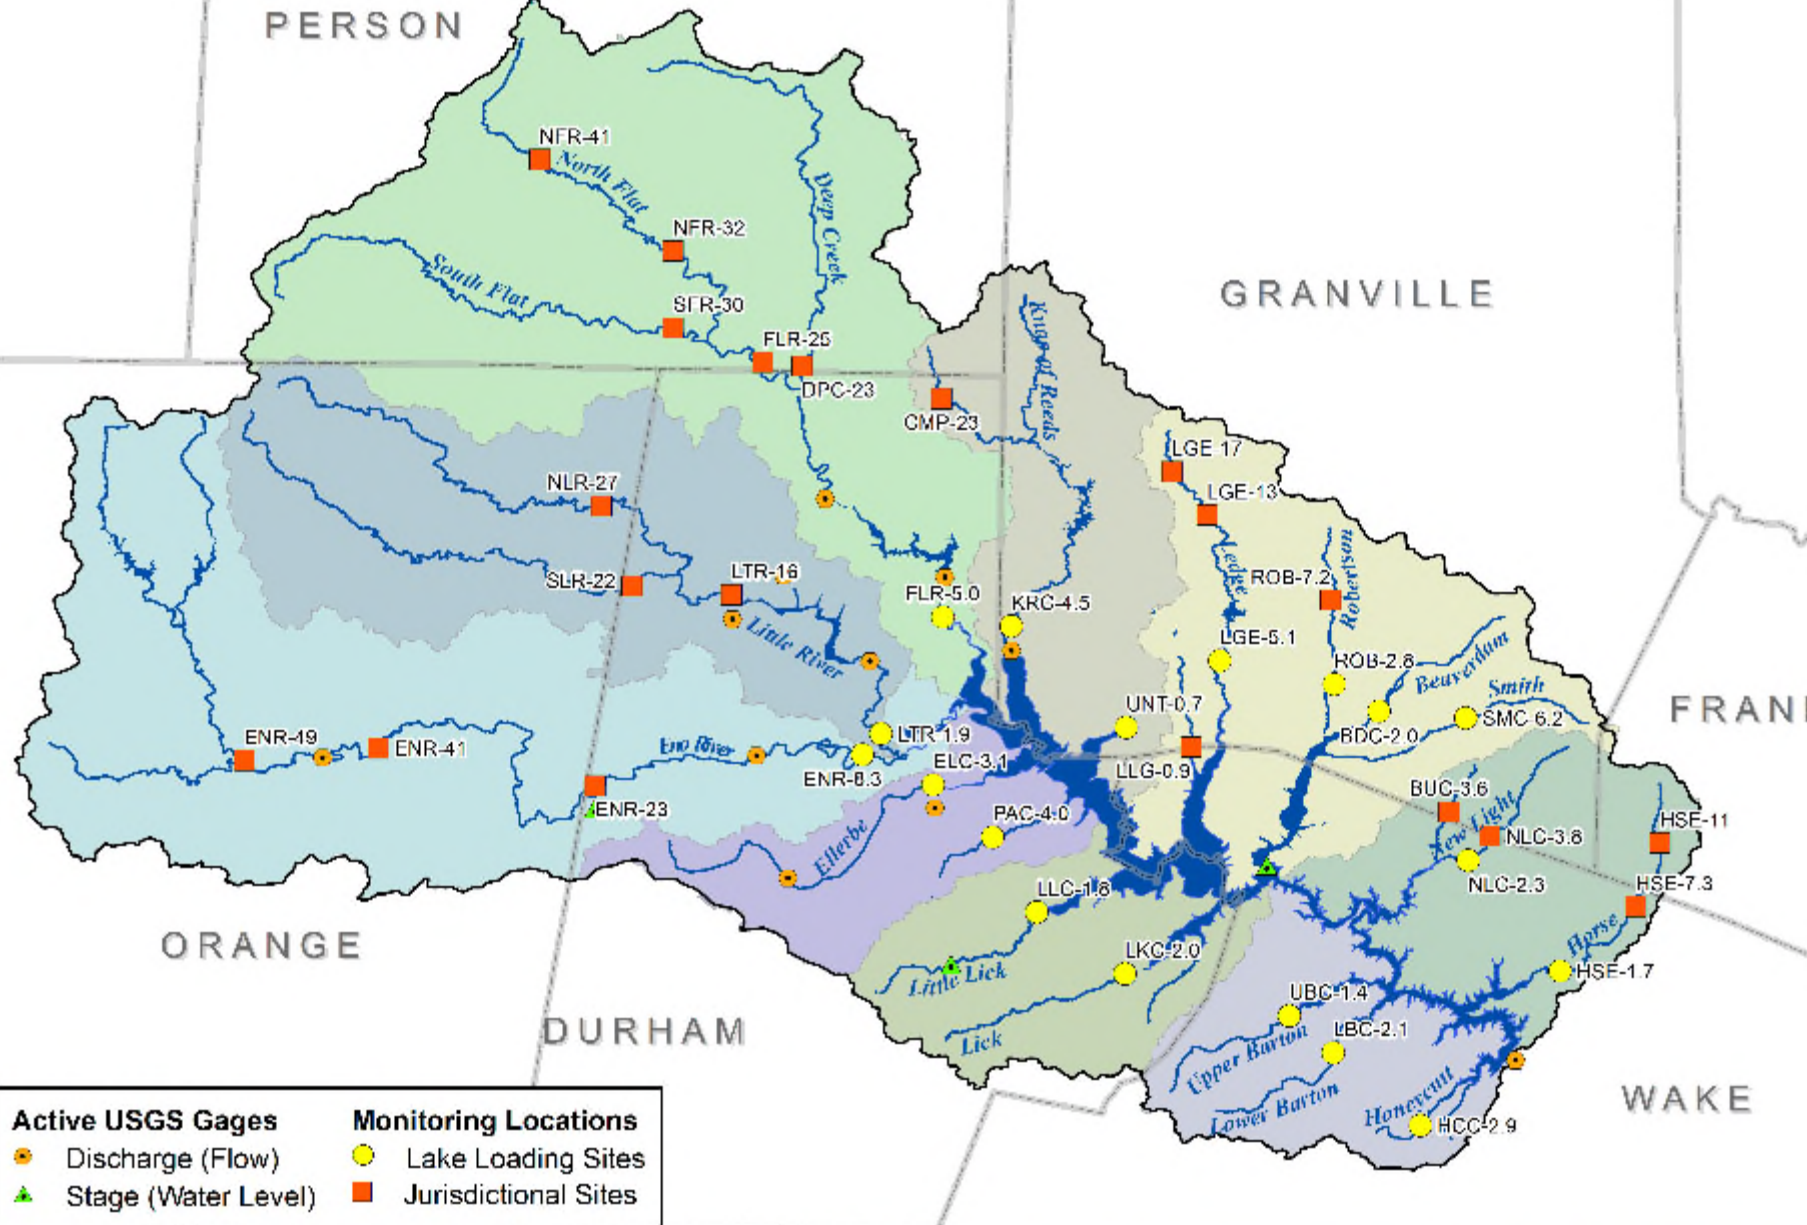 PERSON
NFR-41
North Flat
Deep Creek
NFR-32
South Flat
SFR-30
GRANVILLE
Knap of Reeds
FLR-25
DPC-23
CMP-23
LGE-17
LGE-13
NLR-27
Robertson
SLR-22
LTR-16
ROB-7.2
FLR-5.0
KRC-4.5
Little River
LGE-5.1
ROB-2.8
Beaverdam
Smith
UNT-0.7
SMC-6.2
FRAN
BDC-2.0
ENR-49
ENR-41
Eno River
LTR-1.9
ENR-8.3
ELC-3.1
LLG-0.9
BUC-3.6
ENR-23
PAC-4.0
New Light
NLC-3.8
HSE-11
Ellerbe
NLC-2.3
HSE-7.3
LLC-1.8
Horse
ORANGE
LKC-2.0
Little Lick
HSE-1.7
UBC-1.4
DURHAM
LBC-2.1
Lick
Upper Barton
Lower Barton
Honeycutt
WAKE
HCC-2.9
Active USGS Gages
Discharge (Flow)
Stage (Water Level)
Monitoring Locations
Lake Loading Sites
Jurisdictional Sites